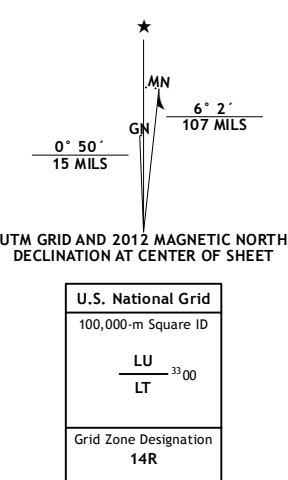 ★
MN
6° 2´
107 MILS
GN
0° 50´
15 MILS
UTM GRID AND 2012 MAGNETIC NORTH
DECLINATION AT CENTER OF SHEET
U.S. National Grid
100,000-m Square ID
LU
3300
LT
Grid Zone Designation
14R